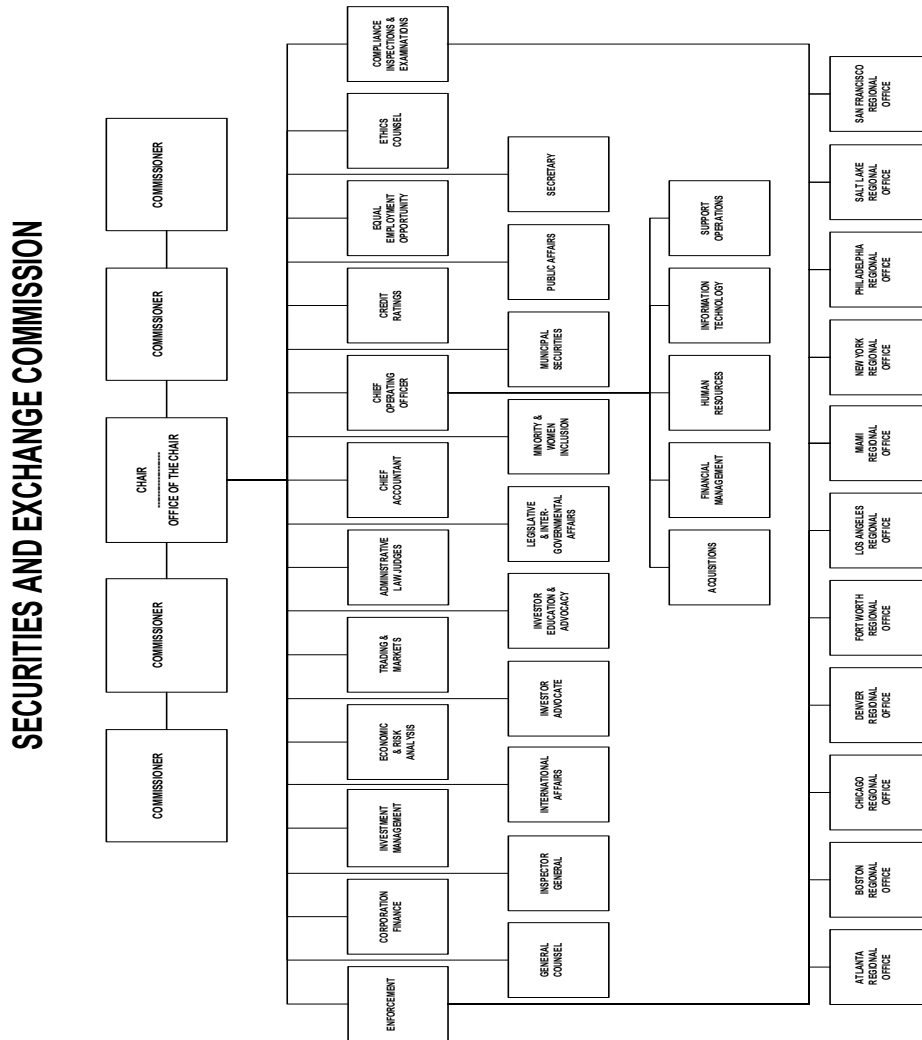 SECURITIES AND EXCHANGE COMMISSION
COMMISSIONER
COMMISSIONER
CHAIR
--------------------
OFFICE OF THE CHAIR
COMMISSIONER
COMMISSIONER
ENFORCEMENT
CORPORATION
FINANCE
INVESTMENT
MANAGEMENT
ECONOMIC
& RISK
ANALYSIS
TRADING &
MARKETS
ADMINISTRATIVE
LAW JUDGES
CHIEF
ACCOUNTANT
CHIEF
OPERATING
OFFICER
CREDIT
RATINGS
EQUAL
EMPLOYMENT
OPPORTUNITY
ETHICS
COUNSEL
COMPLIANCE
INSPECTIONS &
EXAMINATIONS
GENERAL
COUNSEL
INSPECTOR
GENERAL
INTERNATIONAL
AFFAIRS
INVESTOR
ADVOCATE
INVESTOR
EDUCATION &
ADVOCACY
LEGISLATIVE
& INTER-
GOVERNMENTAL
AFFAIRS
MINORITY &
WOMEN
INCLUSION
MUNICIPAL
SECURITIES
PUBLIC AFFAIRS
SECRETARY
ACQUISITIONS
FINANCIAL
MANAGEMENT
HUMAN
RESOURCES
INFORMATION
TECHNOLOGY
SUPPORT
OPERATIONS
ATLANTA
REGIONAL
OFFICE
BOSTON
REGIONAL
OFFICE
CHICAGO
REGIONAL
OFFICE
DENVER
REGIONAL
OFFICE
FORT WORTH
REGIONAL
OFFICE
LOS ANGELES
REGIONAL
OFFICE
MIAMI
REGIONAL
OFFICE
NEW YORK
REGIONAL
OFFICE
PHILADELPHIA
REGIONAL
OFFICE
SALT LAKE
REGIONAL
OFFICE
SAN FRANCISCO
REGIONAL
OFFICE